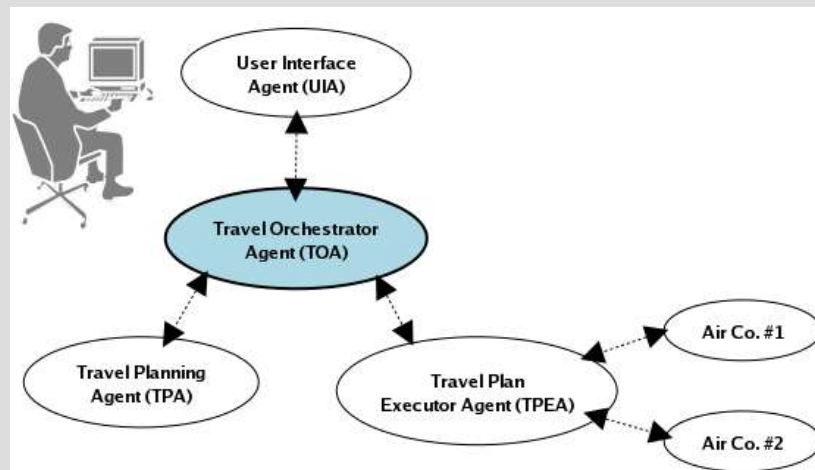 User Interface
Agent (UIA)
Travel Orchestrator
Agent (TOA)
Travel Planning
Agent (TPA)
Travel Plan
Executor Agent (TPEA)
Air Co. #1
Air Co. #2